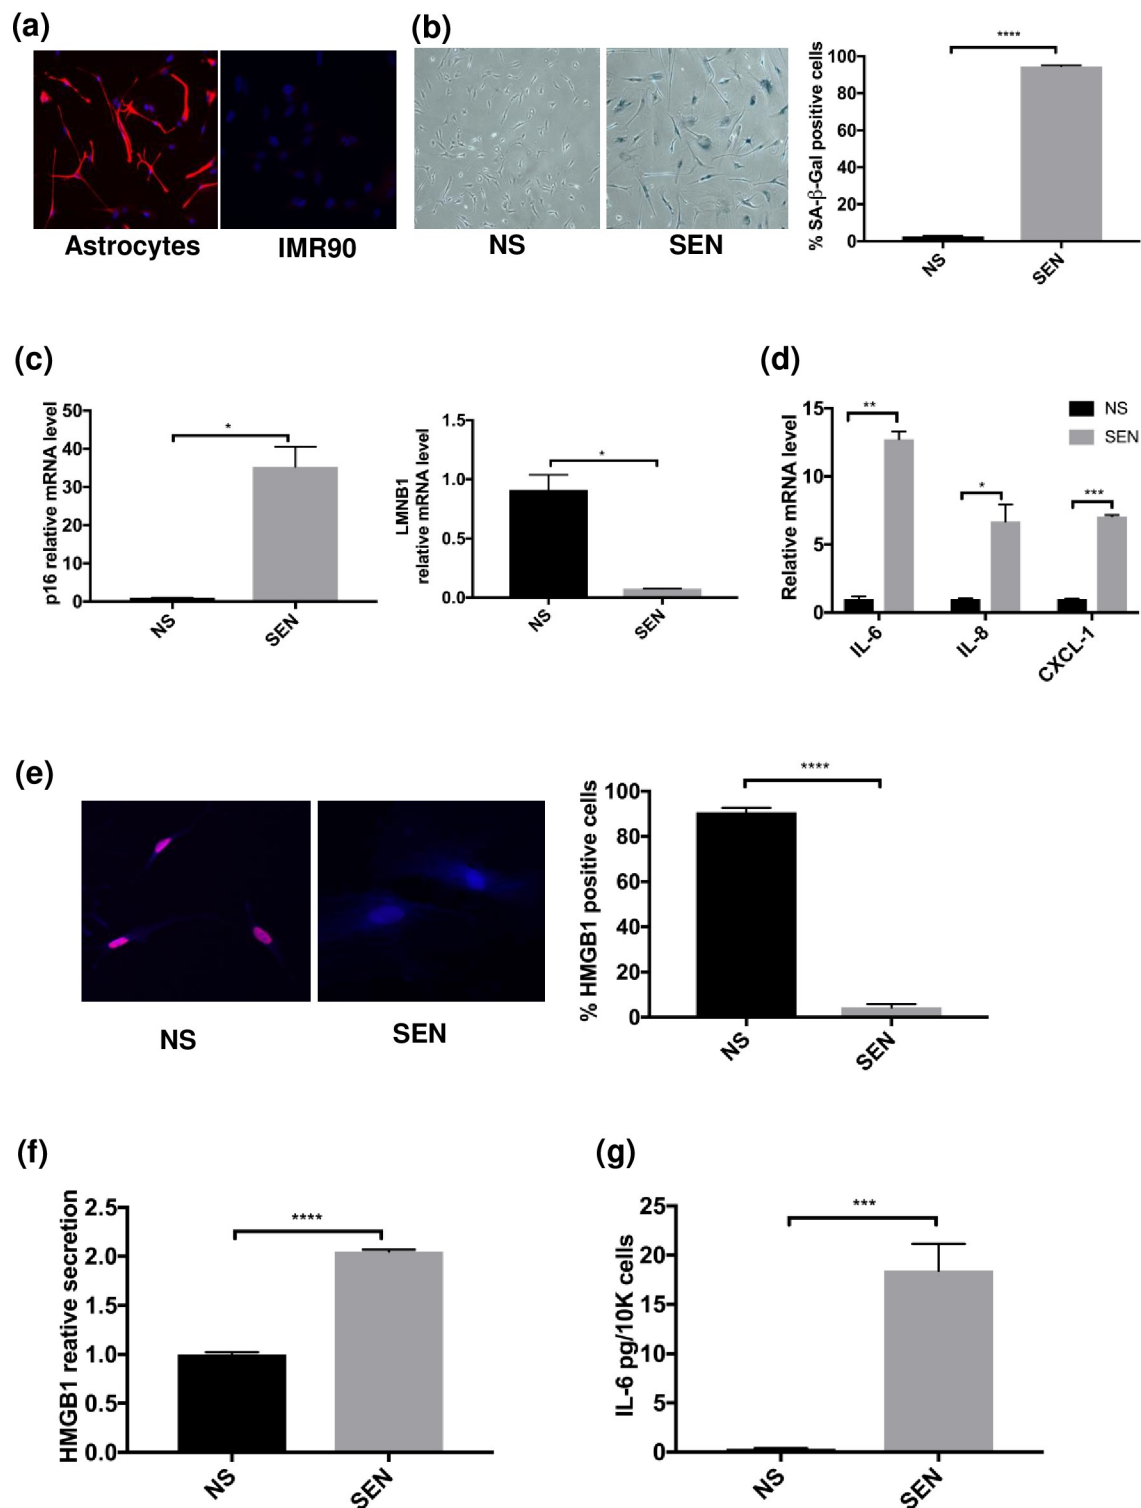 (a)
Astrocytes
IMR90
(b)
NS
SEN
% SA-β-Gal positive cells
100
80
60
40
20
0
****
NS
SEN
(c)
p16 relative mRNA level
50
40
30
20
10
0
*
NS
SEN
LMNB1
relative mRNA level
1.5
1.0
0.5
0.0
*
NS
SEN
(d)
Relative mRNA level
15
10
5
0
**
*
***
NS
SEN
IL-6
IL-8
CXCL-1
(e)
NS
SEN
% HMGB1 positive cells
100
80
60
40
20
0
****
NS
SEN
(f)
HMGB1 reative secretion
2.5
2.0
1.5
1.0
0.5
0.0
****
NS
SEN
(g)
IL-6 pg/10K cells
25
20
15
10
5
0
***
NS
SEN